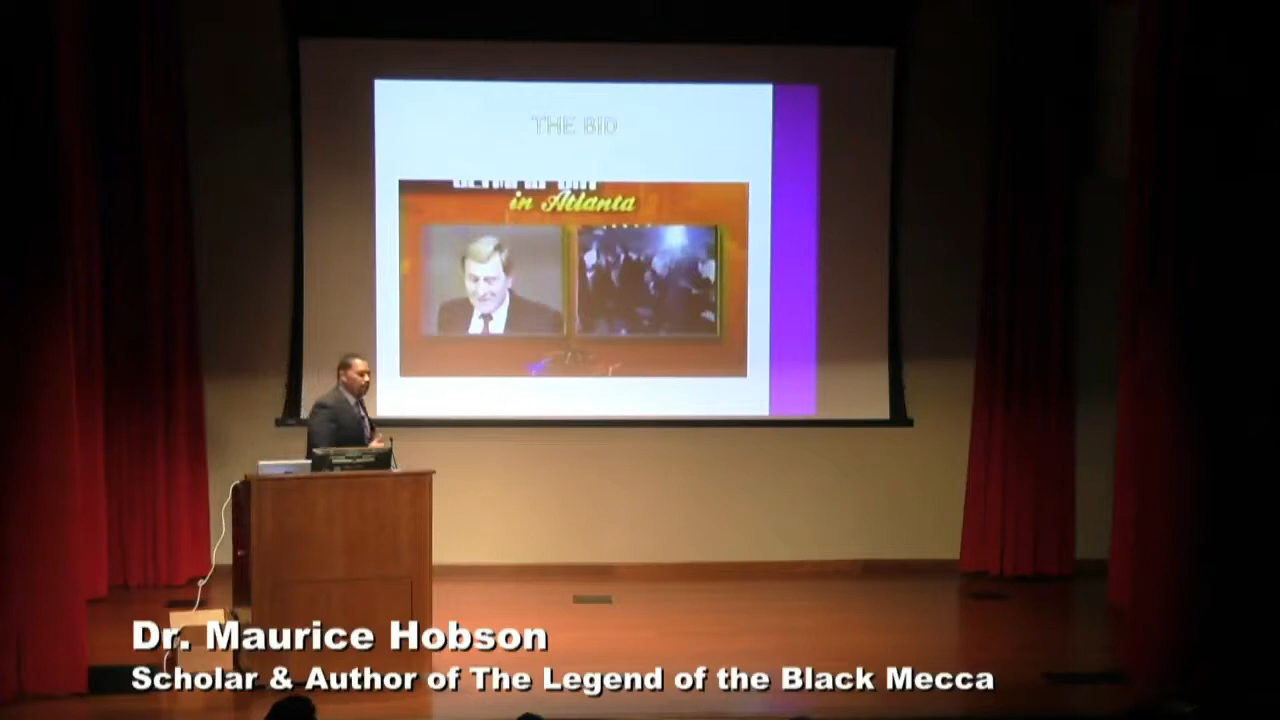 THE BID
in Atlanta
Dr. Maurice Hobson
Scholar & Author of The Legend of the Black Mecca